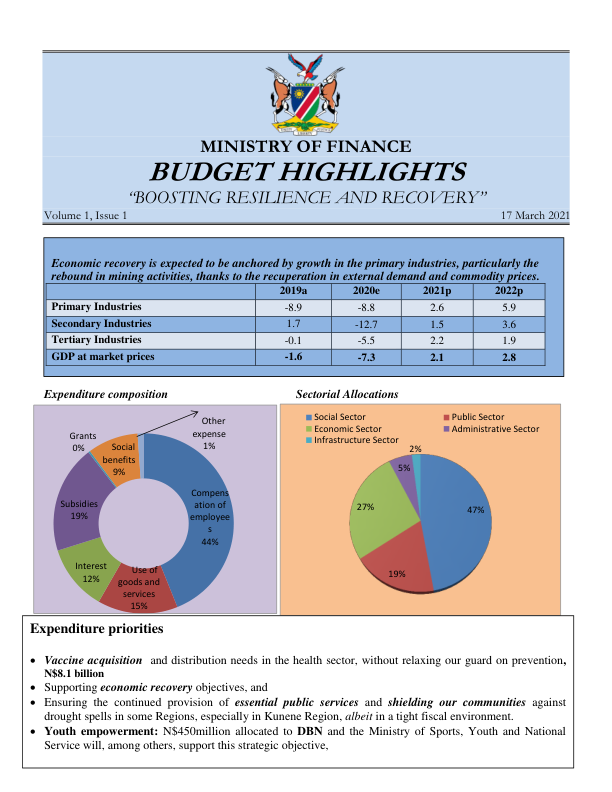 MINISTRY OF FINANCE
BUDGET HIGHLIGHTS
“BOOSTING RESILIENCE AND RECOVERY”
Volume 1, Issue 1 17 March 2021
Economic recovery is expected to be anchored by growth in the primary industries, particularly the
rebound in mining activities, thanks to the recuperation in external demand and commodity prices.
2019a 2020e 2021p 2022p
Primary Industries -8.9 -8.8 2.6 5.9
Secondary Industries 1.7 -12.7 1.5 3.6
Tertiary Industries -0.1 -5.5 2.2 1.9
GDP at market prices -1.6 -7.3 2.1 2.8
Expenditure composition
Other
expense
1%
Grants
0%
Social
benefits
9%
Subsidies
19%
Compens
ation of
employee
s
44%
Interest
12%
Use of
goods and
services
15%
Sectorial Allocations
Social Sector Public Sector
Economic Sector Administrative Sector
Infrastructure Sector
2%
5%
27%
47%
19%
Expenditure priorities
• Vaccine acquisition and distribution needs in the health sector, without relaxing our guard on prevention,
N$8.1 billion
• Supporting economic recovery objectives, and
• Ensuring the continued provision of essential public services and shielding our communities against
drought spells in some Regions, especially in Kunene Region, albeit in a tight fiscal environment.
• Youth empowerment: N$450million allocated to DBN and the Ministry of Sports, Youth and National
Service will, among others, support this strategic objective,